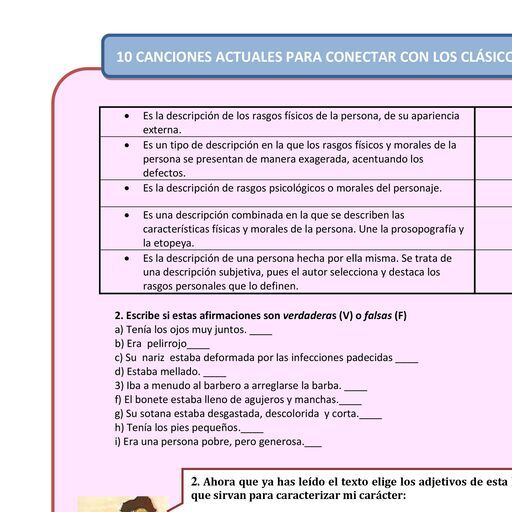 10 CANCIONES ACTUALES PARA CONECTAR CON LOS CLÁSICO
• Es la descripción de los rasgos físicos de la persona, de su apariencia
externa.
• Es un tipo de descripción en la que los rasgos físicos y morales de la
persona se presentan de manera exagerada, acentuando los
defectos.
• Es la descripción de rasgos psicológicos o morales del personaje.
• Es una descripción combinada en la que se describen las
características físicas y morales de la persona. Une la prosopografía y
la etopeya.
• Es la descripción de una persona hecha por ella misma. Se trata de
una descripción subjetiva, pues el autor selecciona y destaca los
rasgos personales que lo definen.
2. Escribe si estas afirmaciones son verdaderas (V) o falsas (F)
a) Tenía los ojos muy juntos. ____
b) Era pelirrojo____
c) Su nariz estaba deformada por las infecciones padecidas ____
d) Estaba mellado. ____
3) Iba a menudo al barbero a arreglarse la barba. ____
f) El bonete estaba lleno de agujeros y manchas.____
g) Su sotana estaba desgastada, descolorida y corta.____
h) Tenía los pies pequeños.____
i) Era una persona pobre, pero generosa.___
2. Ahora que ya has leído el texto elige los adjetivos de esta
que sirvan para caracterizar mi carácter: